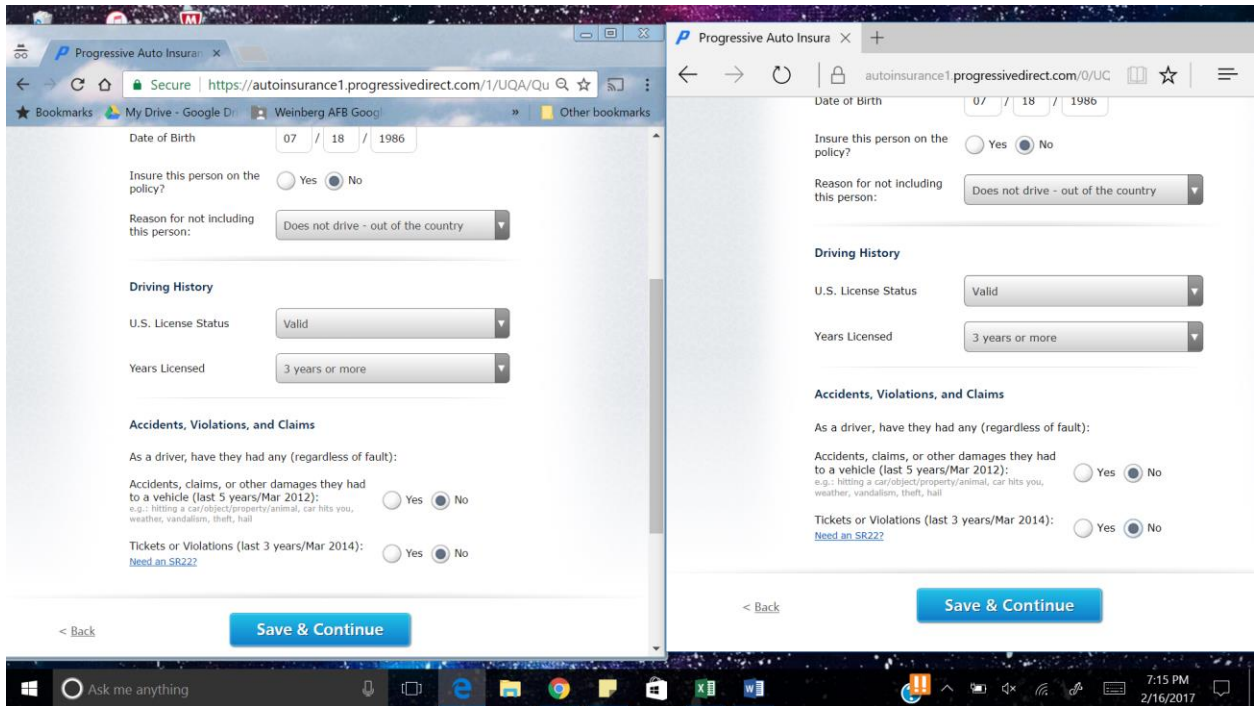 Progressive Auto Insuran
Secure | https://autoinsurance1.progressivedirect.com/1/UQA/Qu
Bookmarks My Drive - Google Dri Weinberg AFB Googl » Other bookmarks
Date of Birth 07 / 18 / 1986
Insure this person on the
policy?
Yes No
Reason for not including
this person:
Does not drive - out of the country
Driving History
U.S. License Status Valid
Years Licensed 3 years or more
Accidents, Violations, and Claims
As a driver, have they had any (regardless of fault):
Accidents, claims, or other damages they had
to a vehicle (last 5 years/Mar 2012):
e.g.: hitting a car/object/property/animal, car hits you,
weather, vandalism, theft, hail
Yes No
Tickets or Violations (last 3 years/Mar 2014):
Need an SR22?
Yes No
< Back Save & Continue
Progressive Auto Insura
autoinsurance1.progressivedirect.com/0/UC
Date of Birth 07 / 18 / 1986
Insure this person on the
policy?
Yes No
Reason for not including
this person:
Does not drive - out of the country
Driving History
U.S. License Status Valid
Years Licensed 3 years or more
Accidents, Violations, and Claims
As a driver, have they had any (regardless of fault):
Accidents, claims, or other damages they had
to a vehicle (last 5 years/Mar 2012):
e.g.: hitting a car/object/property/animal, car hits you,
weather, vandalism, theft, hail
Yes No
Tickets or Violations (last 3 years/Mar 2014):
Need an SR22?
Yes No
< Back Save & Continue
Ask me anything
7:15 PM
2/16/2017